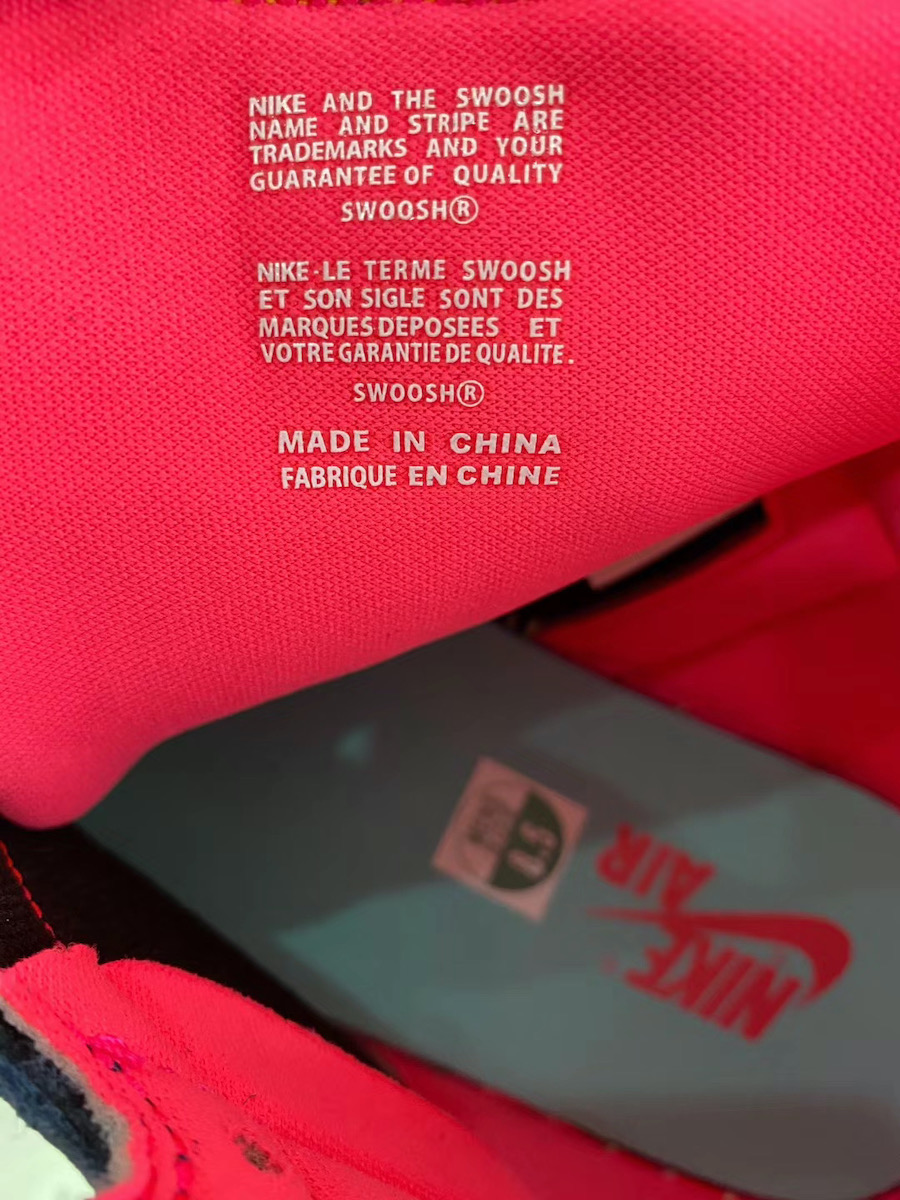 NIKE AND THE SWOOSH
NAME AND STRIPE ARE
TRADEMARKS AND YOUR
GUARANTEE OF QUALITY
SWOOSH®
NIKE·LE TERME SWOOSH
ET SON SIGLE SONT DES
MARQUES DEPOSEES ET
VOTRE GARANTIE DE QUALITE.
SWOOSH®
MADE IN CHINA
FABRIQUE EN CHINE
8.5
NIKE
AIR